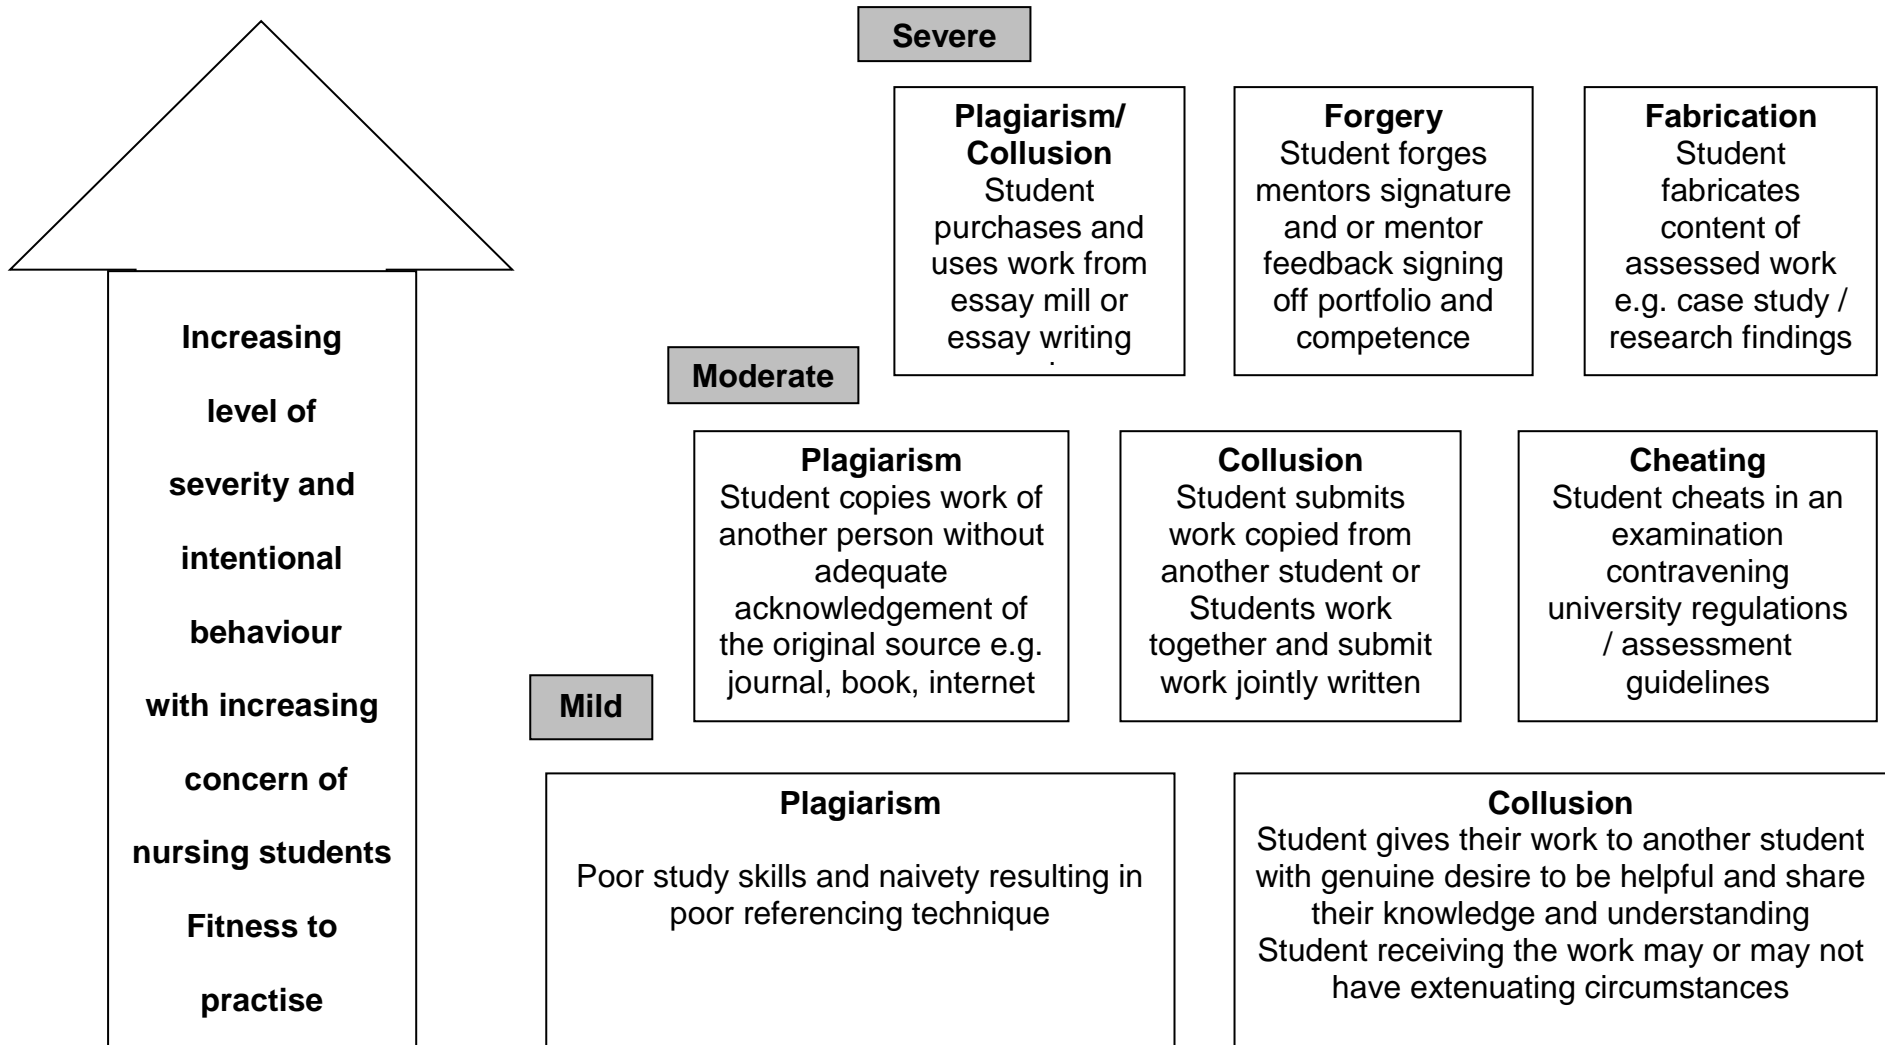 Severe
Plagiarism/
Collusion
Student
purchases and
uses work from
essay mill or
essay writing
Forgery
Student forges
mentors signature
and or mentor
feedback signing
off portfolio and
competence
Fabrication
Student
fabricates
content of
assessed work
e.g. case study /
research findings
Moderate
Plagiarism
Student copies work of
another person without
adequate
acknowledgement of
the original source e.g.
journal, book, internet
Collusion
Student submits
work copied from
another student or
Students work
together and submit
work jointly written
Cheating
Student cheats in an
examination
contravening
university regulations
/ assessment
guidelines
Mild
Plagiarism
Poor study skills and naivety resulting in
poor referencing technique
Collusion
Student gives their work to another student
with genuine desire to be helpful and share
their knowledge and understanding
Student receiving the work may or may not
have extenuating circumstances
Increasing
level of
severity and
intentional
behaviour
with increasing
concern of
nursing students
Fitness to
practise